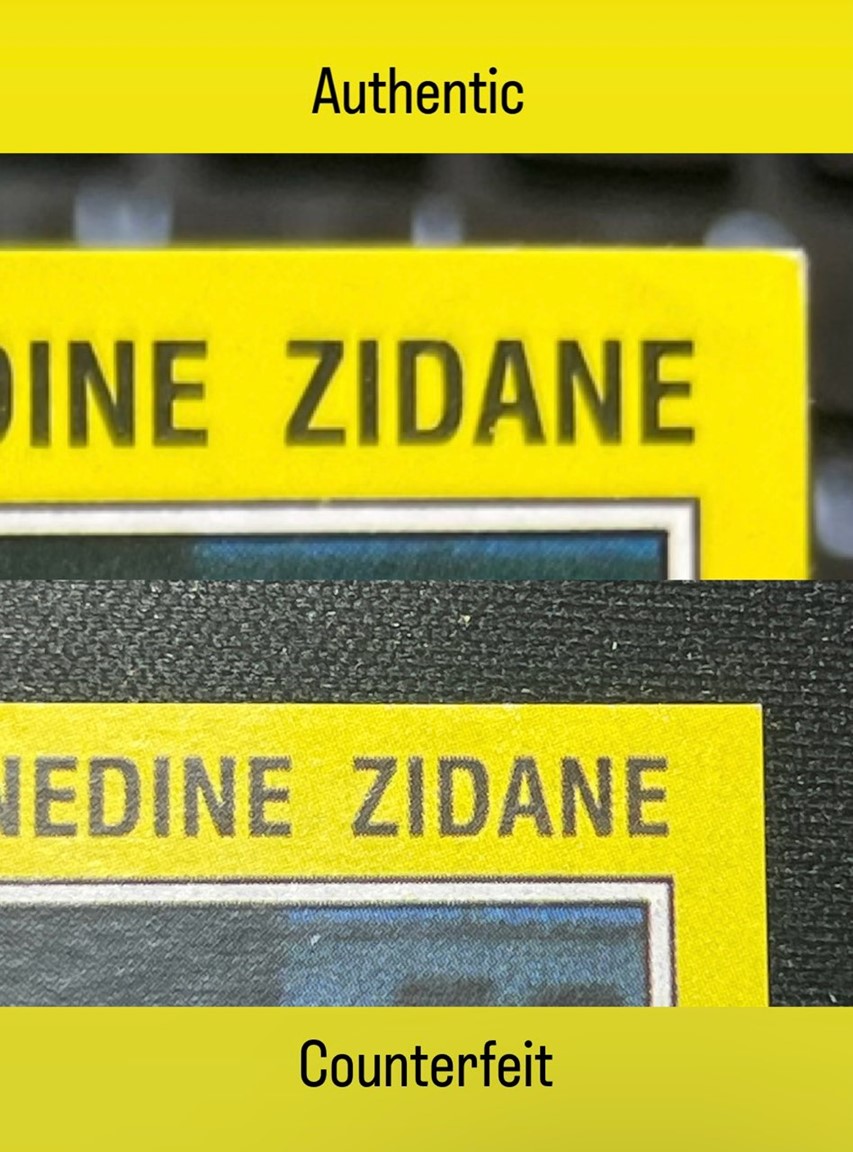 Authentic
DINE ZIDANE
NEDINE ZIDANE
Counterfeit